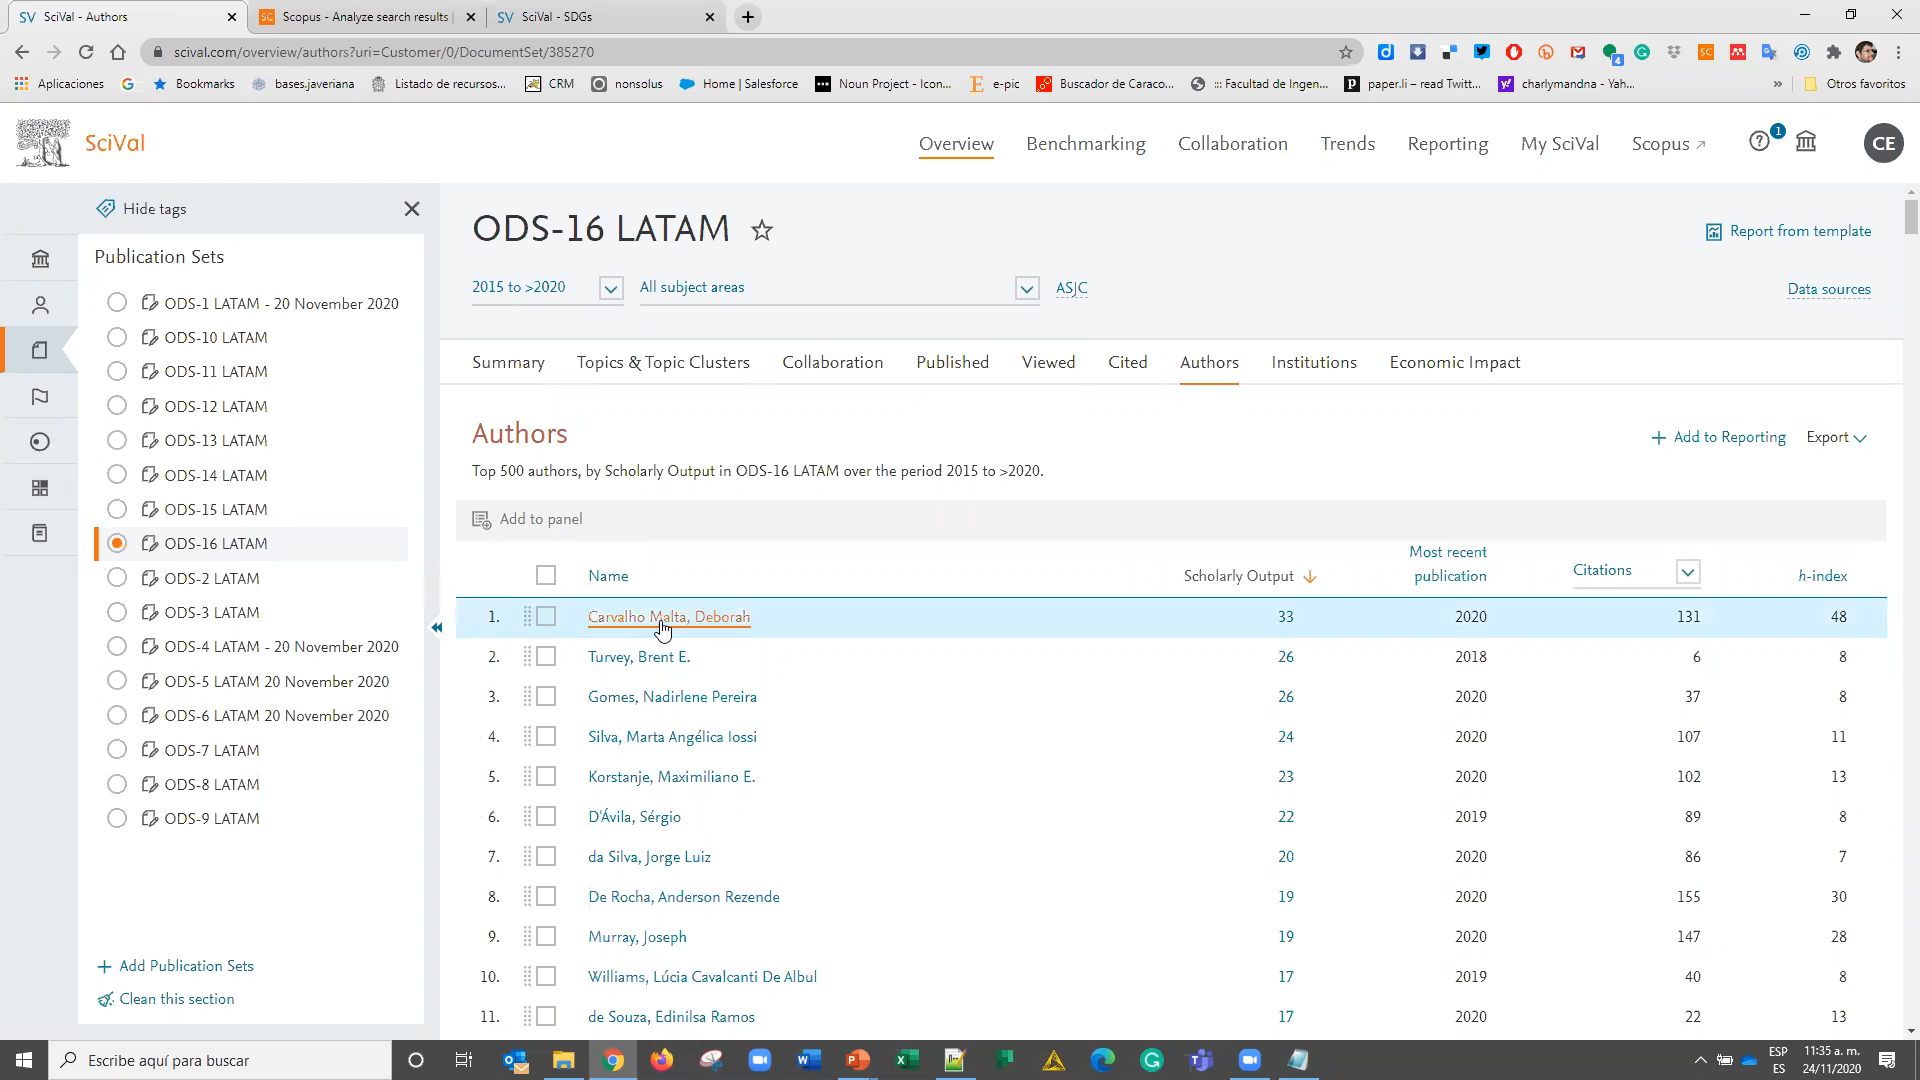 SciVal - Authors
Scopus - Analyze search results |
SciVal - SDGs
scival.com/overview/authors?uri=Customer/0/DocumentSet/385270
Aplicaciones
Bookmarks
bases.javeriana
Listado de recursos...
CRM
nonsolus
Home | Salesforce
Noun Project - Icon...
e-pic
Buscador de Caraco...
::: Facultad de Ingen...
paper.li – read Twitt...
charlymandna - Yah...
Otros favoritos
SciVal
Overview
Benchmarking
Collaboration
Trends
Reporting
My SciVal
Scopus
1
CE
Hide tags
Publication Sets
ODS-1 LATAM - 20 November 2020
ODS-10 LATAM
ODS-11 LATAM
ODS-12 LATAM
ODS-13 LATAM
ODS-14 LATAM
ODS-15 LATAM
ODS-16 LATAM
ODS-2 LATAM
ODS-3 LATAM
ODS-4 LATAM - 20 November 2020
ODS-5 LATAM 20 November 2020
ODS-6 LATAM 20 November 2020
ODS-7 LATAM
ODS-8 LATAM
ODS-9 LATAM
Add Publication Sets
Clean this section
ODS-16 LATAM
Report from template
2015 to >2020
All subject areas
ASJC
Data sources
Summary
Topics & Topic Clusters
Collaboration
Published
Viewed
Cited
Authors
Institutions
Economic Impact
Authors
Add to Reporting
Export
Top 500 authors, by Scholarly Output in ODS-16 LATAM over the period 2015 to >2020.
Add to panel
Name Scholarly Output Most recent publication Citations h-index
1. Carvalho Malta, Deborah 33 2020 131 48
2. Turvey, Brent E. 26 2018 6 8
3. Gomes, Nadirlene Pereira 26 2020 37 8
4. Silva, Marta Angélica Iossi 24 2020 107 11
5. Korstanje, Maximiliano E. 23 2020 102 13
6. D'Ávila, Sérgio 22 2019 89 8
7. da Silva, Jorge Luiz 20 2020 86 7
8. De Rocha, Anderson Rezende 19 2020 155 30
9. Murray, Joseph 19 2020 147 28
10. Williams, Lúcia Cavalcanti De Albul 17 2019 40 8
11. de Souza, Edinilsa Ramos 17 2020 22 13
Escribe aquí para buscar
ESP
ES
11:35 a. m.
24/11/2020